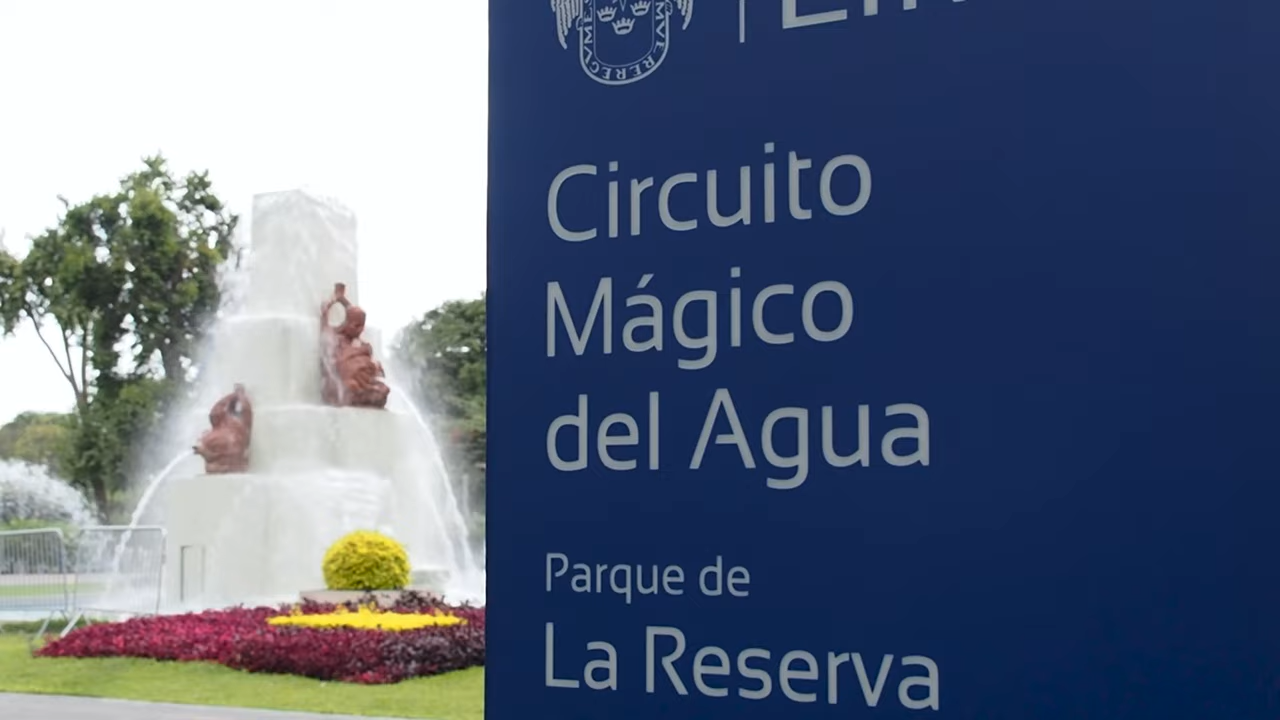 Circuito
Mágico
del Agua
Parque de
La Reserva